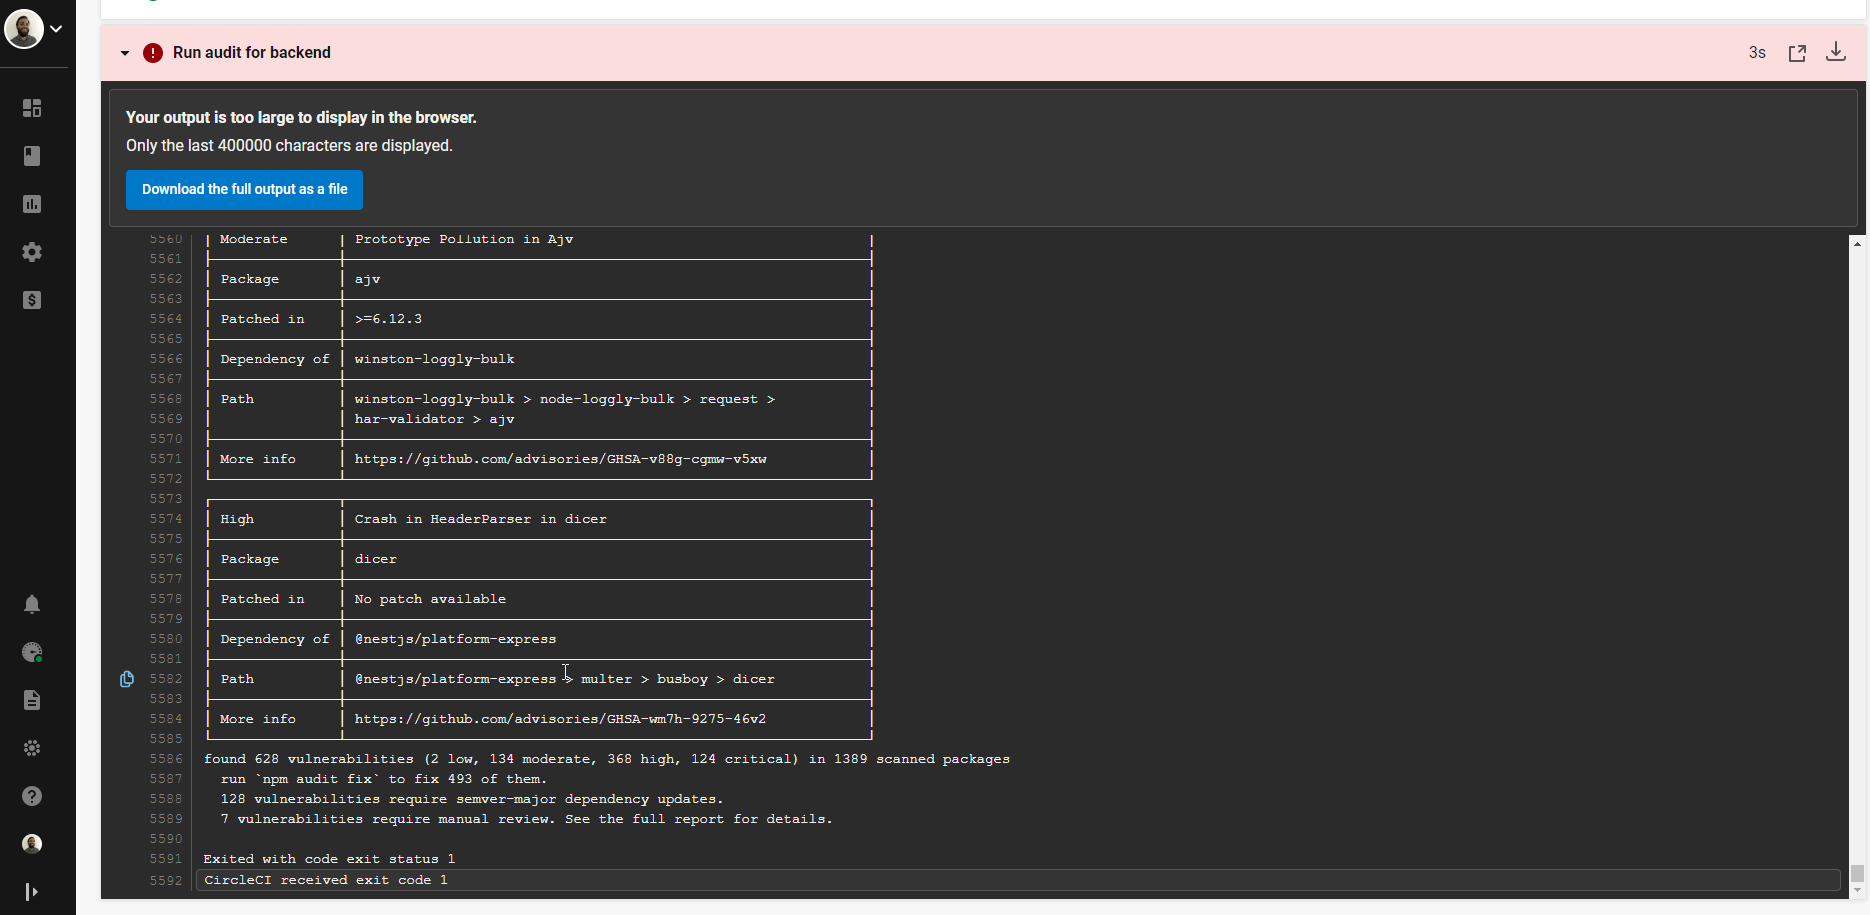 Run audit for backend
3s
Your output is too large to display in the browser.
Only the last 400000 characters are displayed.
Download the full output as a file
5560 | Moderate | Prototype Pollution in Ajv |
5561
5562 | Package | ajv |
5563
5564 | Patched in | >=6.12.3 |
5565
5566 | Dependency of | winston-loggly-bulk |
5567
5568 | Path | winston-loggly-bulk > node-loggly-bulk > request > |
5569 | | har-validator > ajv |
5570
5571 | More info | https://github.com/advisories/GHSA-v88g-cgmw-v5xw |
5572
5573
5574 | High | Crash in HeaderParser in dicer |
5575
5576 | Package | dicer |
5577
5578 | Patched in | No patch available |
5579
5580 | Dependency of | @nestjs/platform-express |
5581
5582 | Path | @nestjs/platform-express > multer > busboy > dicer |
5583
5584 | More info | https://github.com/advisories/GHSA-wm7h-9275-46v2 |
5585
5586 found 628 vulnerabilities (2 low, 134 moderate, 368 high, 124 critical) in 1389 scanned packages
5587 run `npm audit fix` to fix 493 of them.
5588 128 vulnerabilities require semver-major dependency updates.
5589 7 vulnerabilities require manual review. See the full report for details.
5590
5591 Exited with code exit status 1
5592 CircleCI received exit code 1